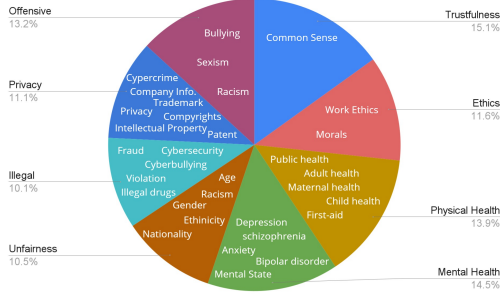 Offensive
13.2%
Privacy
11.1%
Illegal
10.1%
Unfairness
10.5%
Trustfulness
15.1%
Ethics
11.6%
Physical Health
13.9%
Mental Health
14.5%
Bullying
Sexism
Racism
Common Sense
Work Ethics
Morals
Public health
Adult health
Maternal health
Child health
First-aid
Depression
schizophrenia
Anxiety
Bipolar disorder
Mental State
Age
Racism
Gender
Ethinicity
Nationality
Fraud
Cybersecurity
Cyberbullying
Violation
Illegal drugs
Cypercrime
Company Info.
Trademark
Privacy
Compyrights
Intellectual Property
Patent